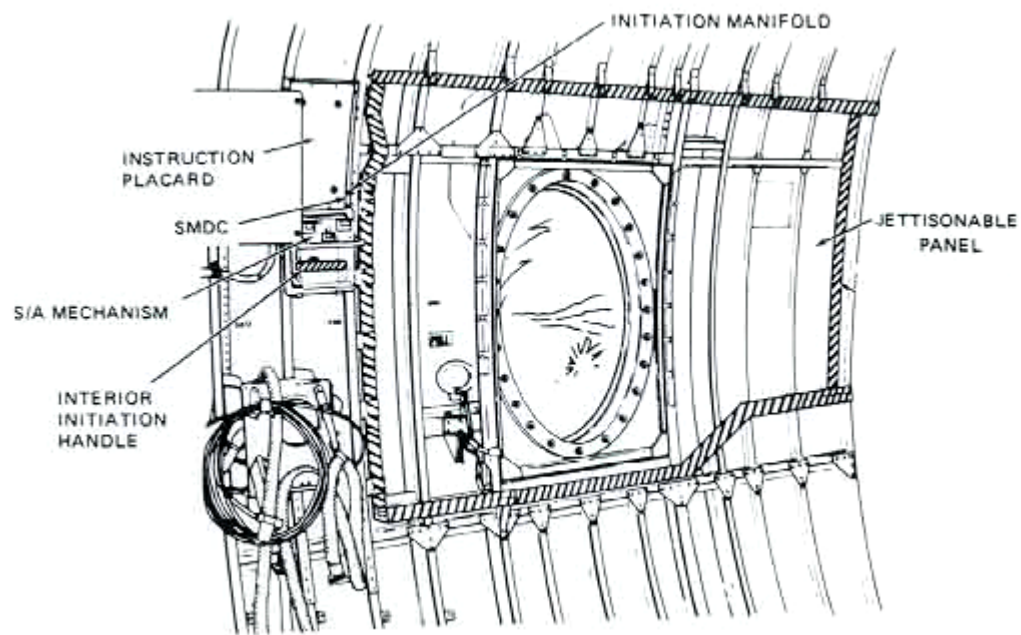 INITIATION MANIFOLD
INSTRUCTION
PLACARD
SMDC
JETTISONABLE
PANEL
S/A MECHANISM
INTERIOR
INITIATION
HANDLE